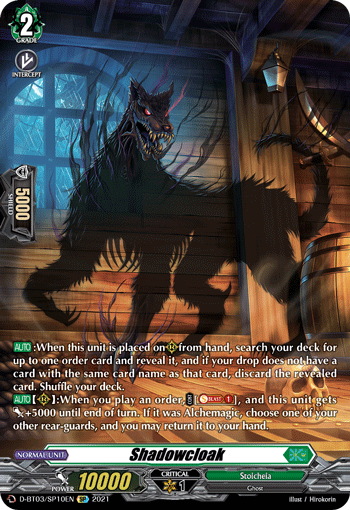 2
GRADE
INTERCEPT
5000
SHIELD
AUTO:When this unit is placed on R from hand, search your deck for
up to one order card and reveal it, and if your drop does not have a
card with the same card name as that card, discard the revealed
card. Shuffle your deck.
AUTO[R]:When you play an order, COST[SOUL BLAST 1], and this unit gets
+5000 until end of turn. If it was Alchemagic, choose one of your
other rear-guards, and you may return it to your hand.
NORMAL UNIT
Shadowcloak
POWER 10000
CRITICAL
1
Stoicheia
Ghost
D-BT03/SP10EN SP 2021
Illust / Hirokorin